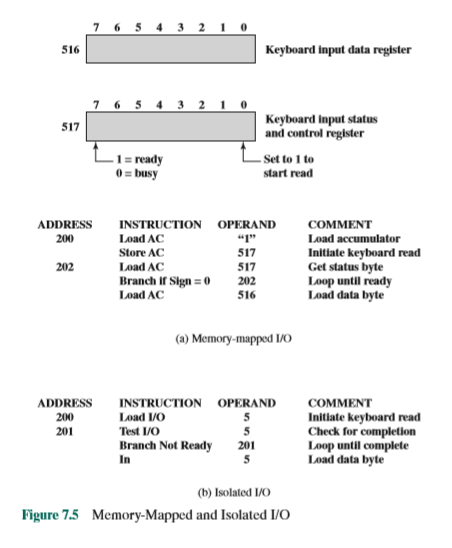 7 6 5 4 3 2 1 0
516 Keyboard input data register
7 6 5 4 3 2 1 0
517 Keyboard input status
and control register
1 = ready Set to 1 to
0 = busy start read
ADDRESS INSTRUCTION OPERAND COMMENT
200 Load AC “1” Load accumulator
Store AC 517 Initiate keyboard read
202 Load AC 517 Get status byte
Branch if Sign = 0 202 Loop until ready
Load AC 516 Load data byte
(a) Memory-mapped I/O
ADDRESS INSTRUCTION OPERAND COMMENT
200 Load I/O 5 Initiate keyboard read
201 Test I/O 5 Check for completion
Branch Not Ready 201 Loop until complete
In 5 Load data byte
(b) Isolated I/O
Figure 7.5 Memory-Mapped and Isolated I/O